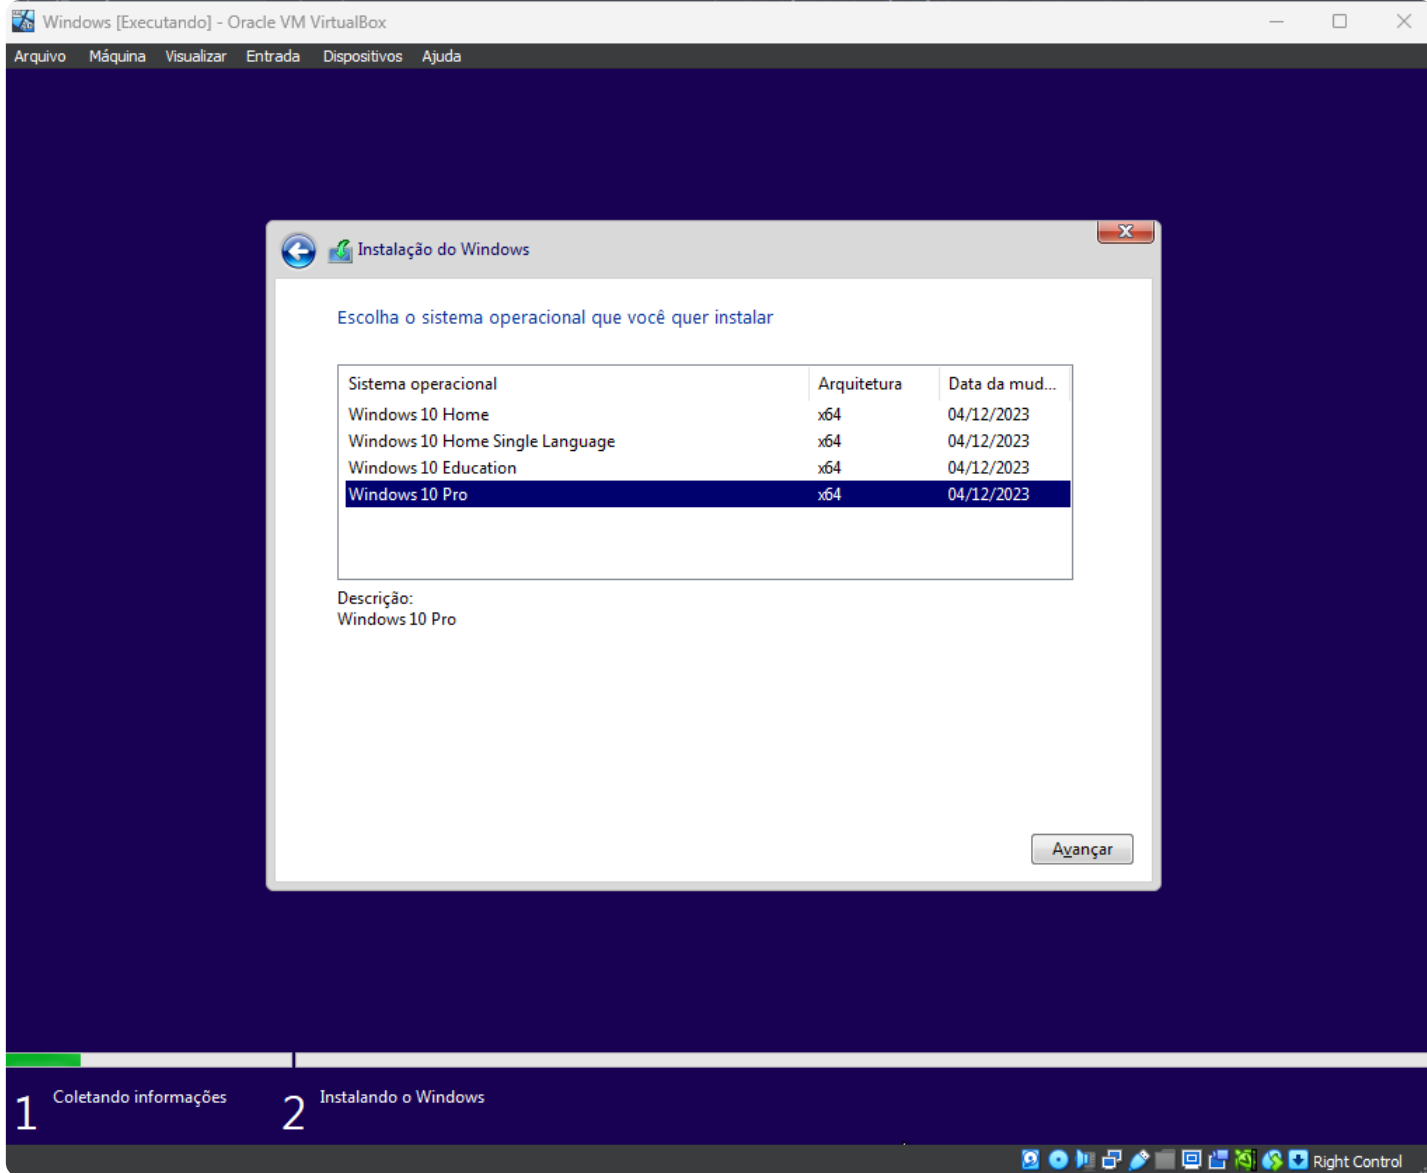 Windows [Executando] - Oracle VM VirtualBox
Arquivo Máquina Visualizar Entrada Dispositivos Ajuda
Instalação do Windows
Escolha o sistema operacional que você quer instalar
Sistema operacional Arquitetura Data da mud...
Windows 10 Home x64 04/12/2023
Windows 10 Home Single Language x64 04/12/2023
Windows 10 Education x64 04/12/2023
Windows 10 Pro x64 04/12/2023
Descrição:
Windows 10 Pro
Avançar
1 Coletando informações 2 Instalando o Windows
Right Control